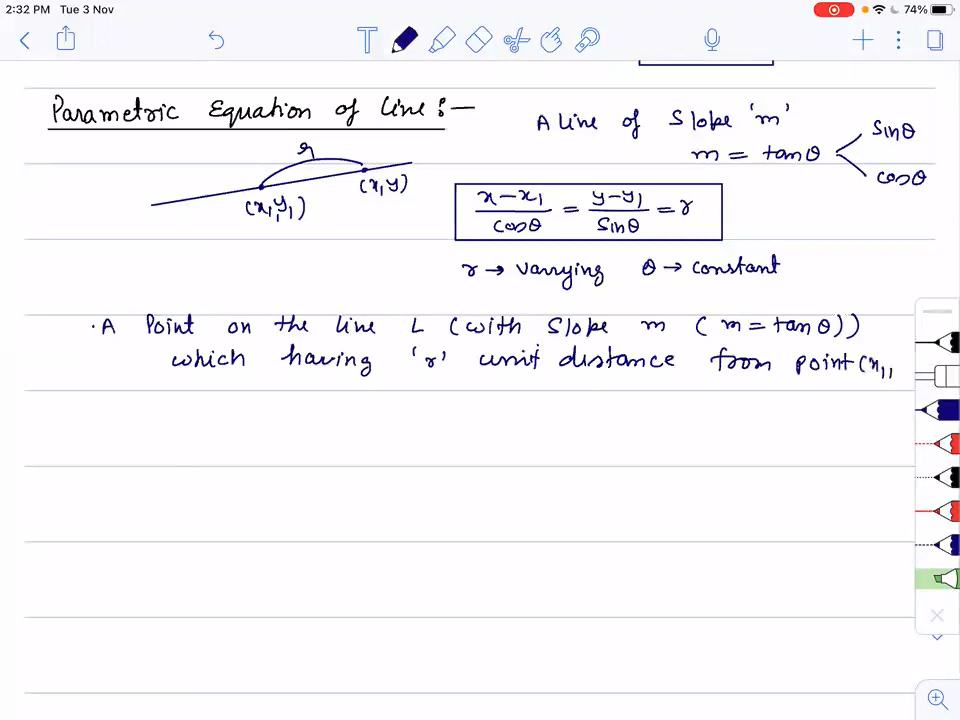 2:32 PM Tue 3 Nov
74%
T
Parametric Equation of line :—
A line of slope 'm'
m = tanθ
sinθ
cosθ
r
(x1, y1)
(x, y)
x-x1/cosθ = y-y1/sinθ = r
r → varrying θ → constant
· A Point on the line L (with slope m (m = tanθ))
which having 'r' unit distance from point (x1,